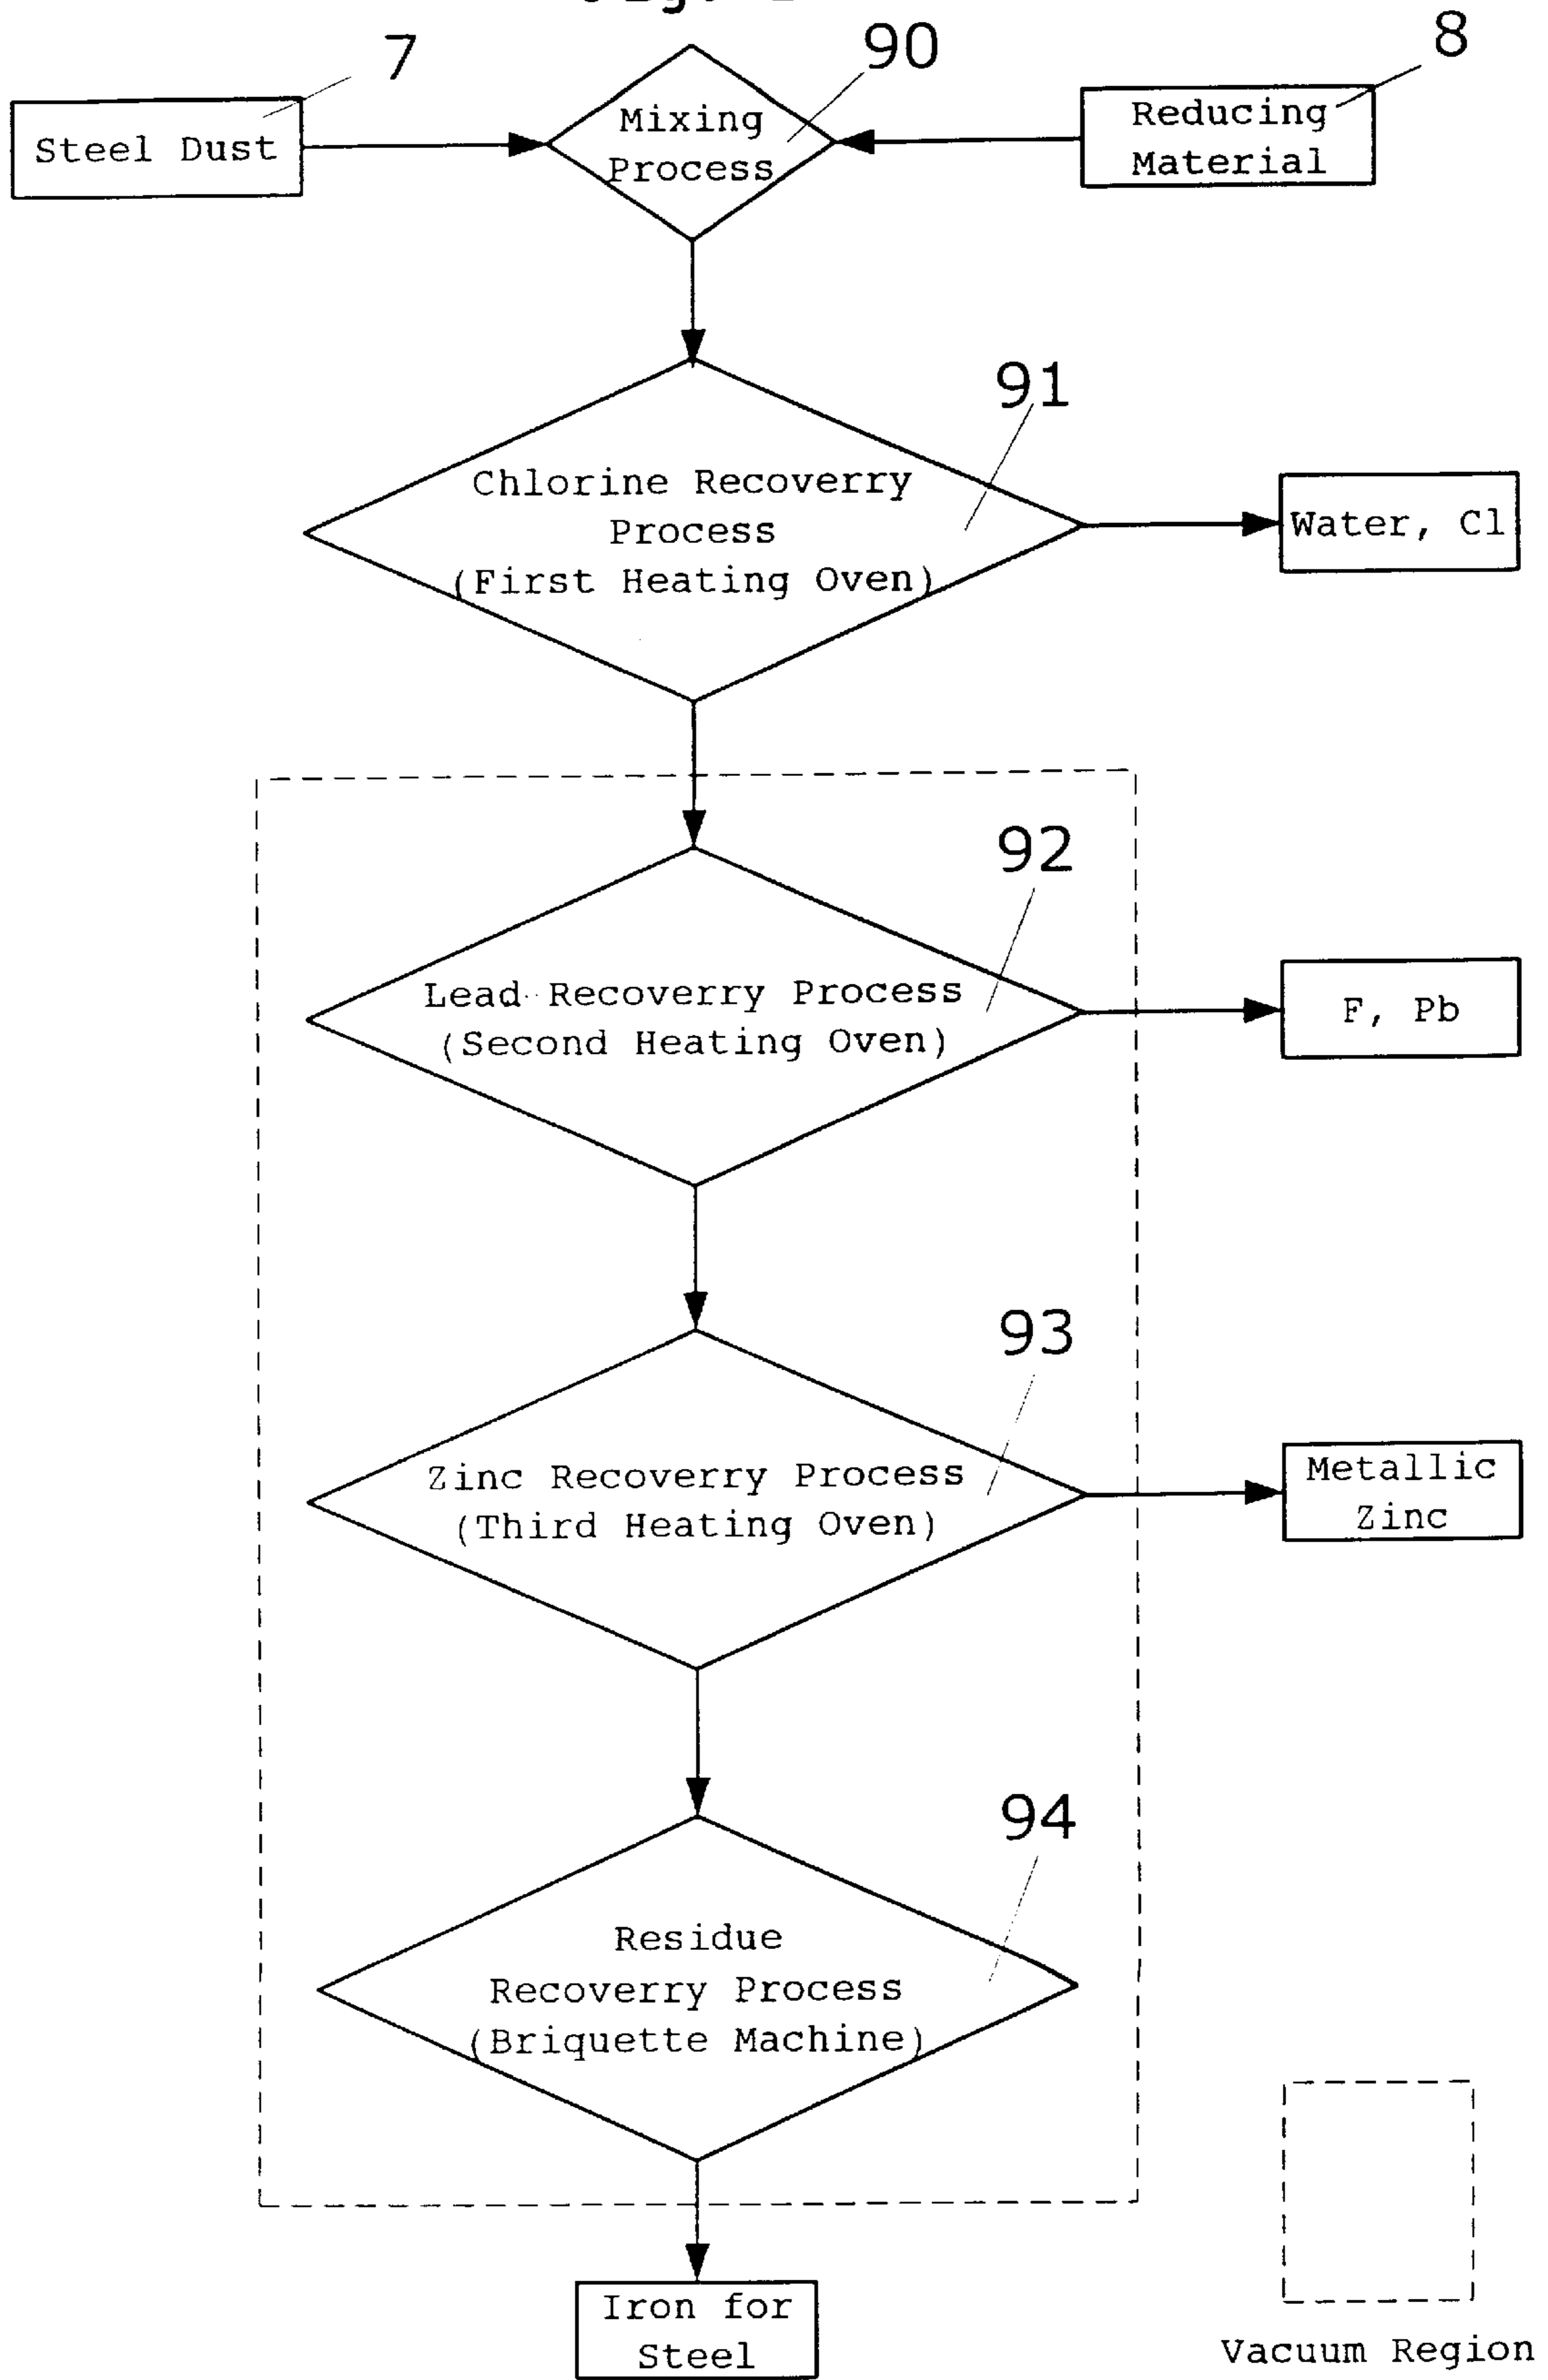 7
90
8
Steel Dust
Mixing
Process
Reducing
Material
91
Chlorine Recoverry
Process
(First Heating Oven)
Water, Cl
92
Lead Recoverry Process
(Second Heating Oven)
F, Pb
93
Zinc Recoverry Process
(Third Heating Oven)
Metallic
Zinc
94
Residue
Recoverry Process
(Briquette Machine)
Iron for
Steel
Vacuum Region